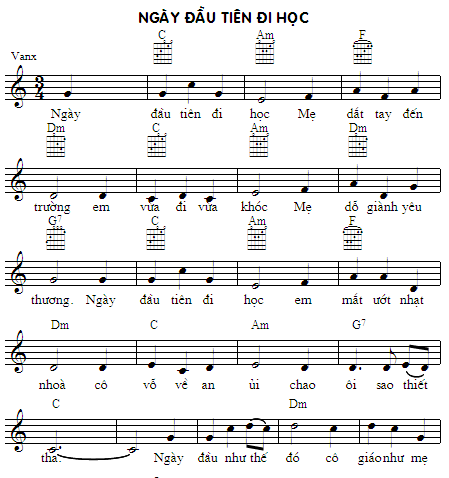 NGÀY ĐẦU TIÊN ĐI HỌC
C Am F
Vanx
3
4
Ngày đầu tiên đi học Mẹ dắt tay đến
Dm C Am Dm
trường em vừa đi vừa khóc Mẹ dỗ giành yêu
G7 C Am F
thương. Ngày đầu tiên đi học em mắt ướt nhạt
Dm C Am G7
nhoà cô vỗ về an ủi chao ôi sao thiết
C Dm
tha. Ngày đầu như thế đó cô giáo như mẹ
-